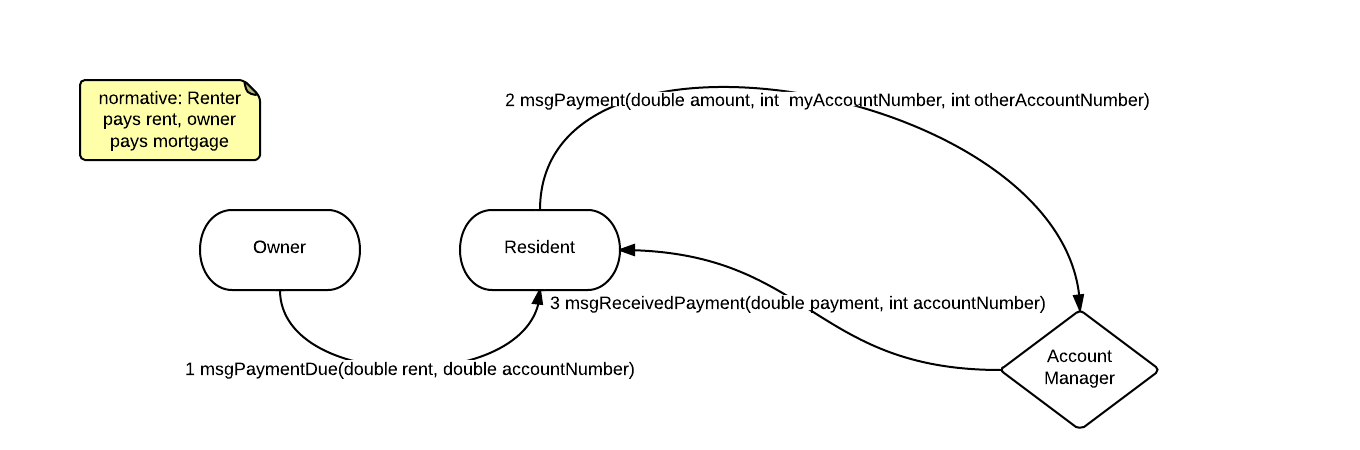 normative: Renter
pays rent, owner
pays mortgage
2 msgPayment(double amount, int  myAccountNumber, int otherAccountNumber)
Owner
Resident
3 msgReceivedPayment(double payment, int accountNumber)
1 msgPaymentDue(double rent, double accountNumber)
Account
Manager